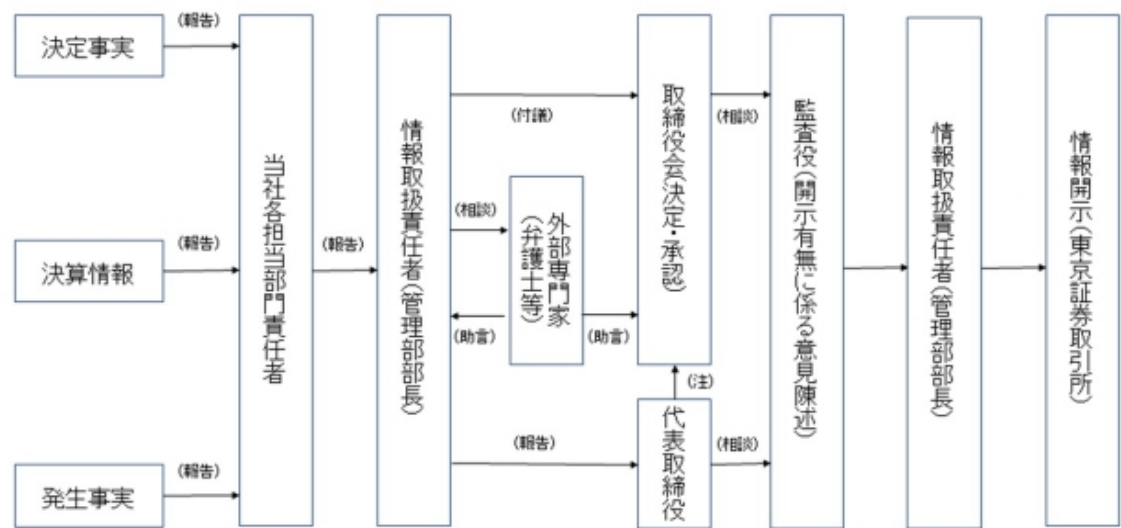 決定事実
(報告)
決算情報
(報告)
発生事実
(報告)
当社各担当部門責任者
(報告)
情報取扱責任者(管理部部長)
(付議)
(相談)
(助言)
外部専門家
(弁護士等)
(助言)
(報告)
取締役会(決定・承認)
(注)
代表取締役
(相談)
(相談)
監査役(開示有無に係る意見陳述)
情報取扱責任者(管理部部長)
情報開示(東京証券取引所)